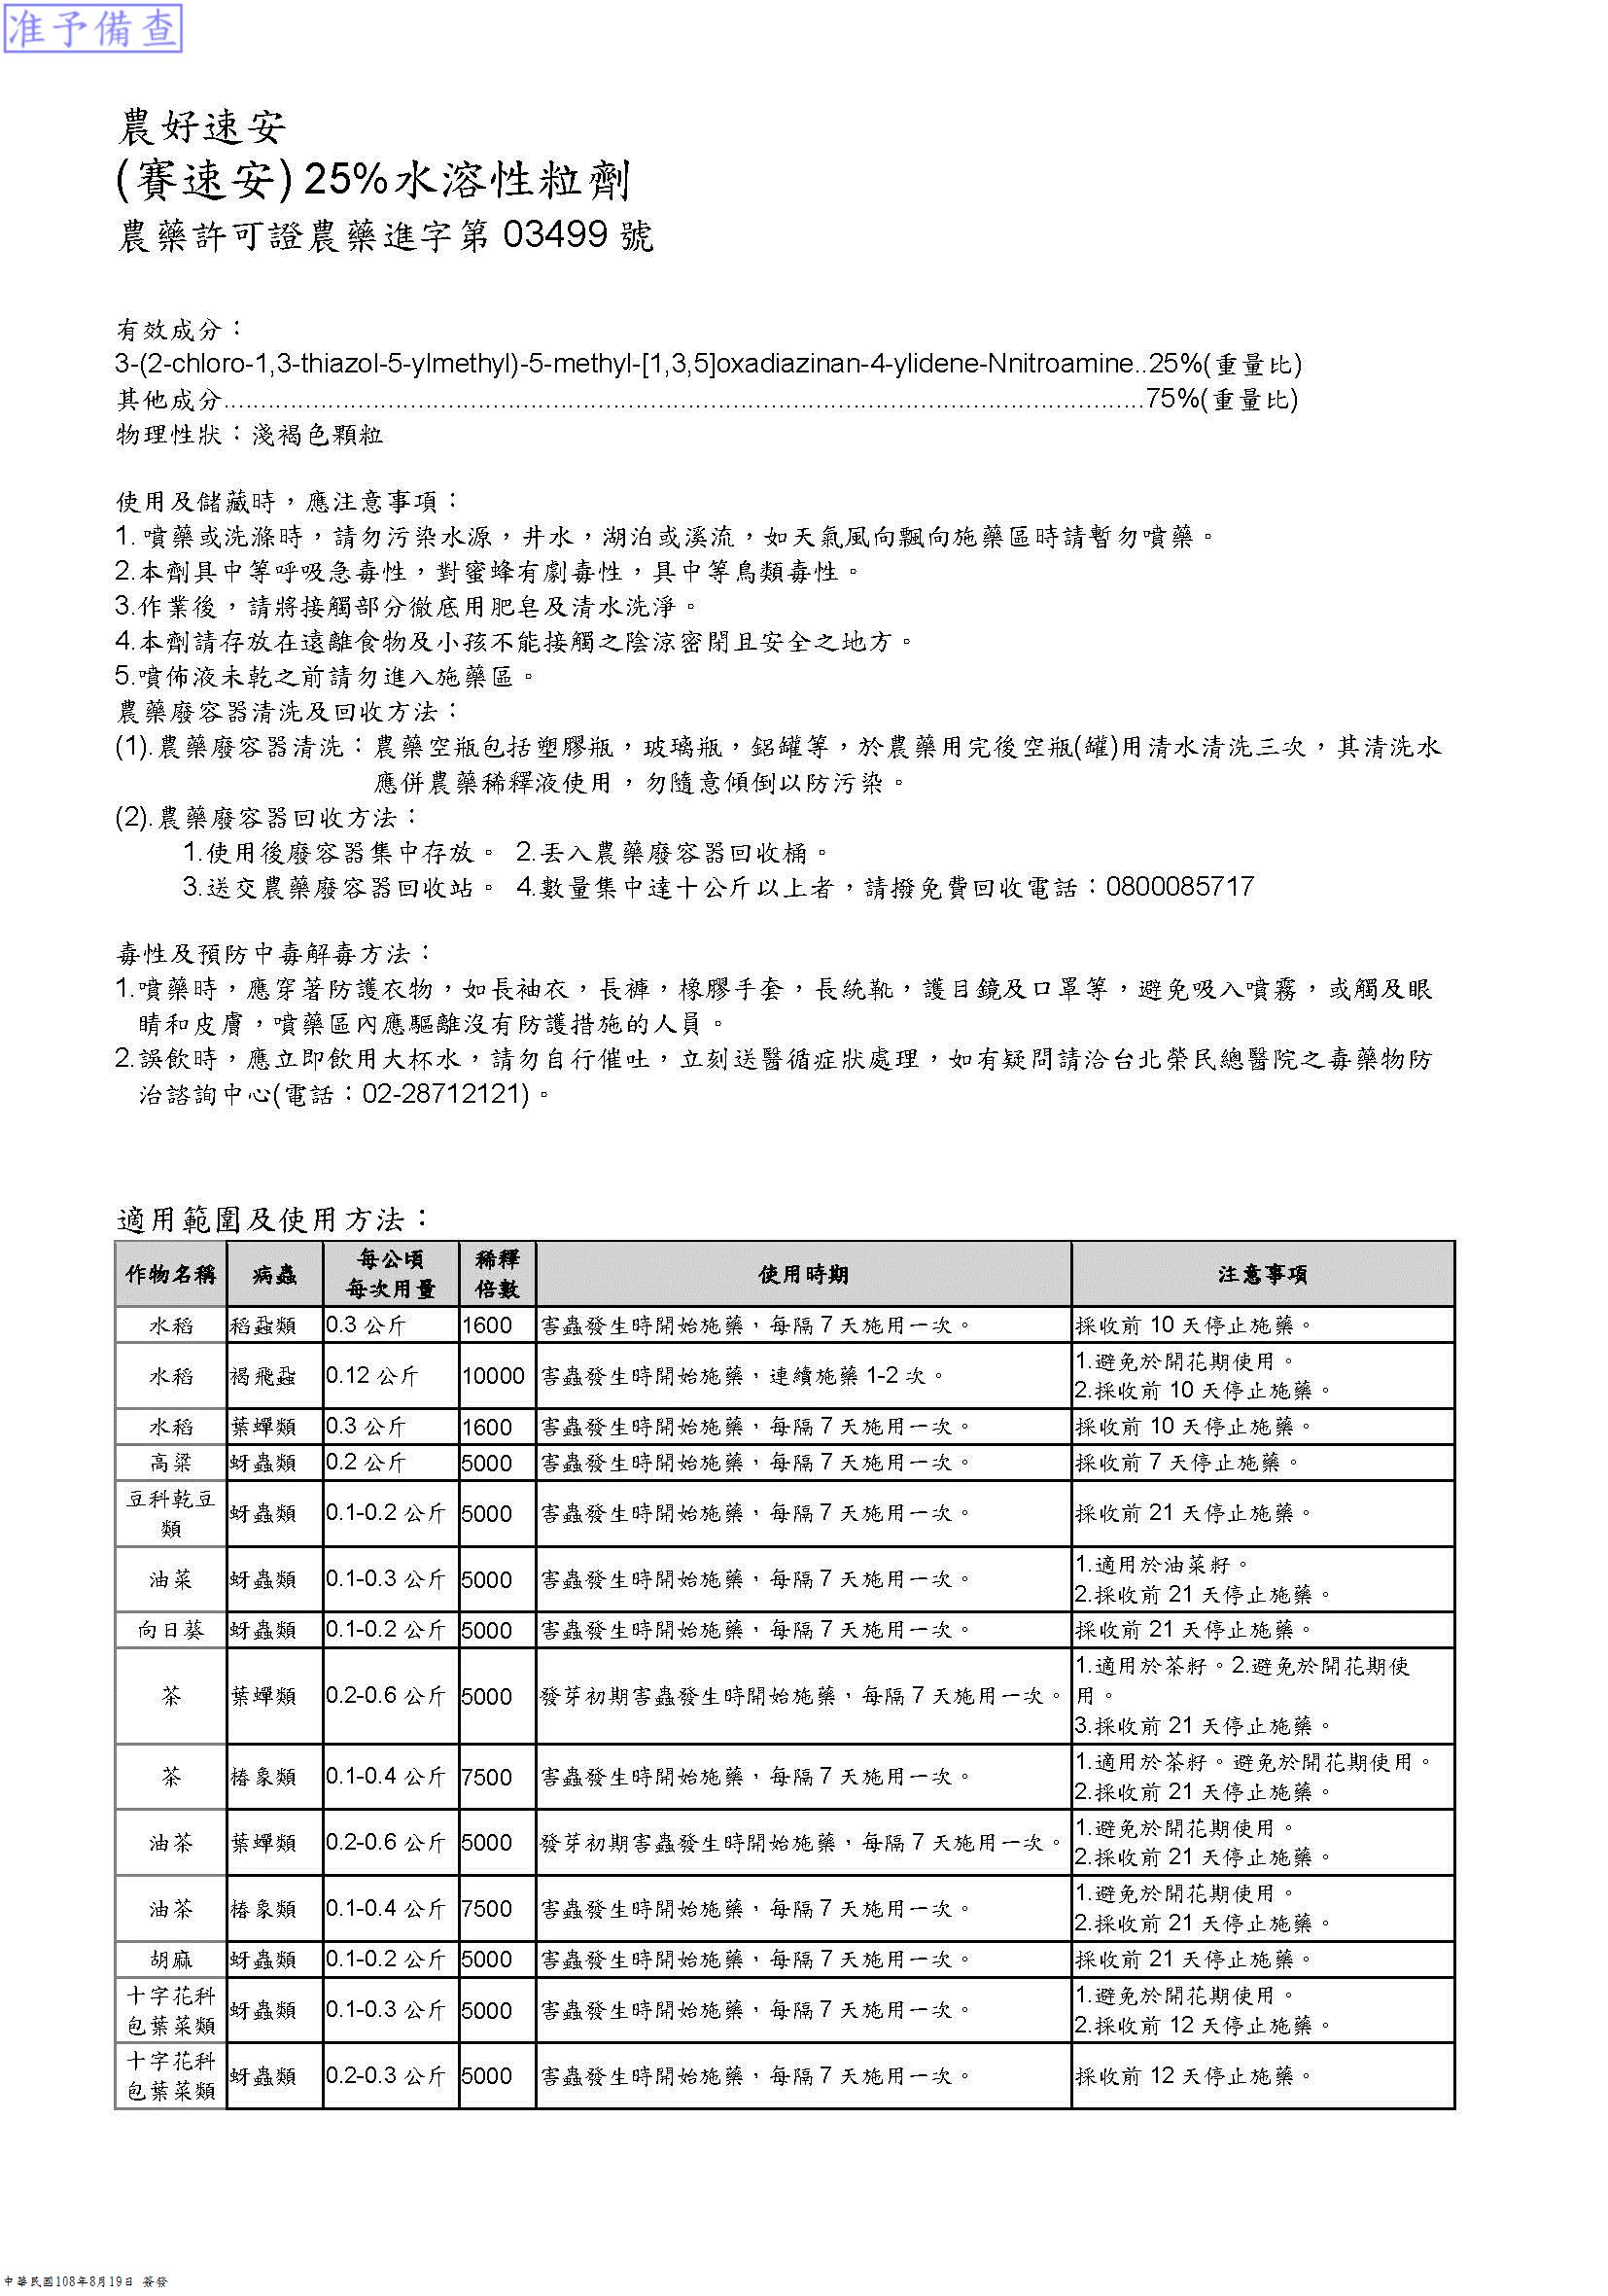 准予備查
農好速安
(賽速安) 25%水溶性粒劑
農藥許可證農藥進字第 03499 號
有效成分：
3-(2-chloro-1,3-thiazol-5-ylmethyl)-5-methyl-[1,3,5]oxadiazinan-4-ylidene-Nnitroamine..25%(重量比)
其他成分....................................................................................................................75%(重量比)
物理性狀：淺褐色顆粒
使用及儲藏時，應注意事項：
1. 噴藥或洗滌時，請勿污染水源，井水，湖泊或溪流，如天氣風向飄向施藥區時請暫勿噴藥。
2.本劑具中等呼吸急毒性，對蜜蜂有劇毒性，具中等鳥類毒性。
3.作業後，請將接觸部分徹底用肥皂及清水洗淨。
4.本劑請存放在遠離食物及小孩不能接觸之陰涼密閉且安全之地方。
5.噴佈液未乾之前請勿進入施藥區。
農藥廢容器清洗及回收方法：
(1).農藥廢容器清洗：農藥空瓶包括塑膠瓶，玻璃瓶，鋁罐等，於農藥用完後空瓶(罐)用清水清洗三次，其清洗水
應併農藥稀釋液使用，勿隨意傾倒以防污染。
(2).農藥廢容器回收方法：
1.使用後廢容器集中存放。 2.丟入農藥廢容器回收桶。
3.送交農藥廢容器回收站。 4.數量集中達十公斤以上者，請撥免費回收電話：0800085717
毒性及預防中毒解毒方法：
1.噴藥時，應穿著防護衣物，如長袖衣，長褲，橡膠手套，長統靴，護目鏡及口罩等，避免吸入噴霧，或觸及眼
睛和皮膚，噴藥區內應驅離沒有防護措施的人員。
2.誤飲時，應立即飲用大杯水，請勿自行催吐，立刻送醫循症狀處理，如有疑問請洽台北榮民總醫院之毒藥物防
治諮詢中心(電話：02-28712121)。
適用範圍及使用方法：
作物名稱 病蟲 每公頃每次用量 稀釋倍數 使用時期 注意事項
水稻 稻蝨類 0.3 公斤 1600 害蟲發生時開始施藥，每隔 7 天施用一次。 採收前 10 天停止施藥。
水稻 褐飛蝨 0.12 公斤 10000 害蟲發生時開始施藥，連續施藥 1-2 次。 1.避免於開花期使用。
2.採收前 10 天停止施藥。
水稻 葉蟬類 0.3 公斤 1600 害蟲發生時開始施藥，每隔 7 天施用一次。 採收前 10 天停止施藥。
高粱 蚜蟲類 0.2 公斤 5000 害蟲發生時開始施藥，每隔 7 天施用一次。 採收前 7 天停止施藥。
豆科乾豆類 蚜蟲類 0.1-0.2 公斤 5000 害蟲發生時開始施藥，每隔 7 天施用一次。 採收前 21 天停止施藥。
油菜 蚜蟲類 0.1-0.3 公斤 5000 害蟲發生時開始施藥，每隔 7 天施用一次。 1.適用於油菜籽。
2.採收前 21 天停止施藥。
向日葵 蚜蟲類 0.1-0.2 公斤 5000 害蟲發生時開始施藥，每隔 7 天施用一次。 採收前 21 天停止施藥。
茶 葉蟬類 0.2-0.6 公斤 5000 發芽初期害蟲發生時開始施藥，每隔 7 天施用一次。 1.適用於茶籽。2.避免於開花期使
用。
3.採收前 21 天停止施藥。
茶 椿象類 0.1-0.4 公斤 7500 害蟲發生時開始施藥，每隔 7 天施用一次。 1.適用於茶籽。避免於開花期使用。
2.採收前 21 天停止施藥。
油茶 葉蟬類 0.2-0.6 公斤 5000 發芽初期害蟲發生時開始施藥，每隔 7 天施用一次。 1.避免於開花期使用。
2.採收前 21 天停止施藥。
油茶 椿象類 0.1-0.4 公斤 7500 害蟲發生時開始施藥，每隔 7 天施用一次。 1.避免於開花期使用。
2.採收前 21 天停止施藥。
胡麻 蚜蟲類 0.1-0.2 公斤 5000 害蟲發生時開始施藥，每隔 7 天施用一次。 採收前 21 天停止施藥。
十字花科包葉菜類 蚜蟲類 0.1-0.3 公斤 5000 害蟲發生時開始施藥，每隔 7 天施用一次。 1.避免於開花期使用。
2.採收前 12 天停止施藥。
十字花科包葉菜類 蚜蟲類 0.2-0.3 公斤 5000 害蟲發生時開始施藥，每隔 7 天施用一次。 採收前 12 天停止施藥。
中華民國108年8月19日 簽發